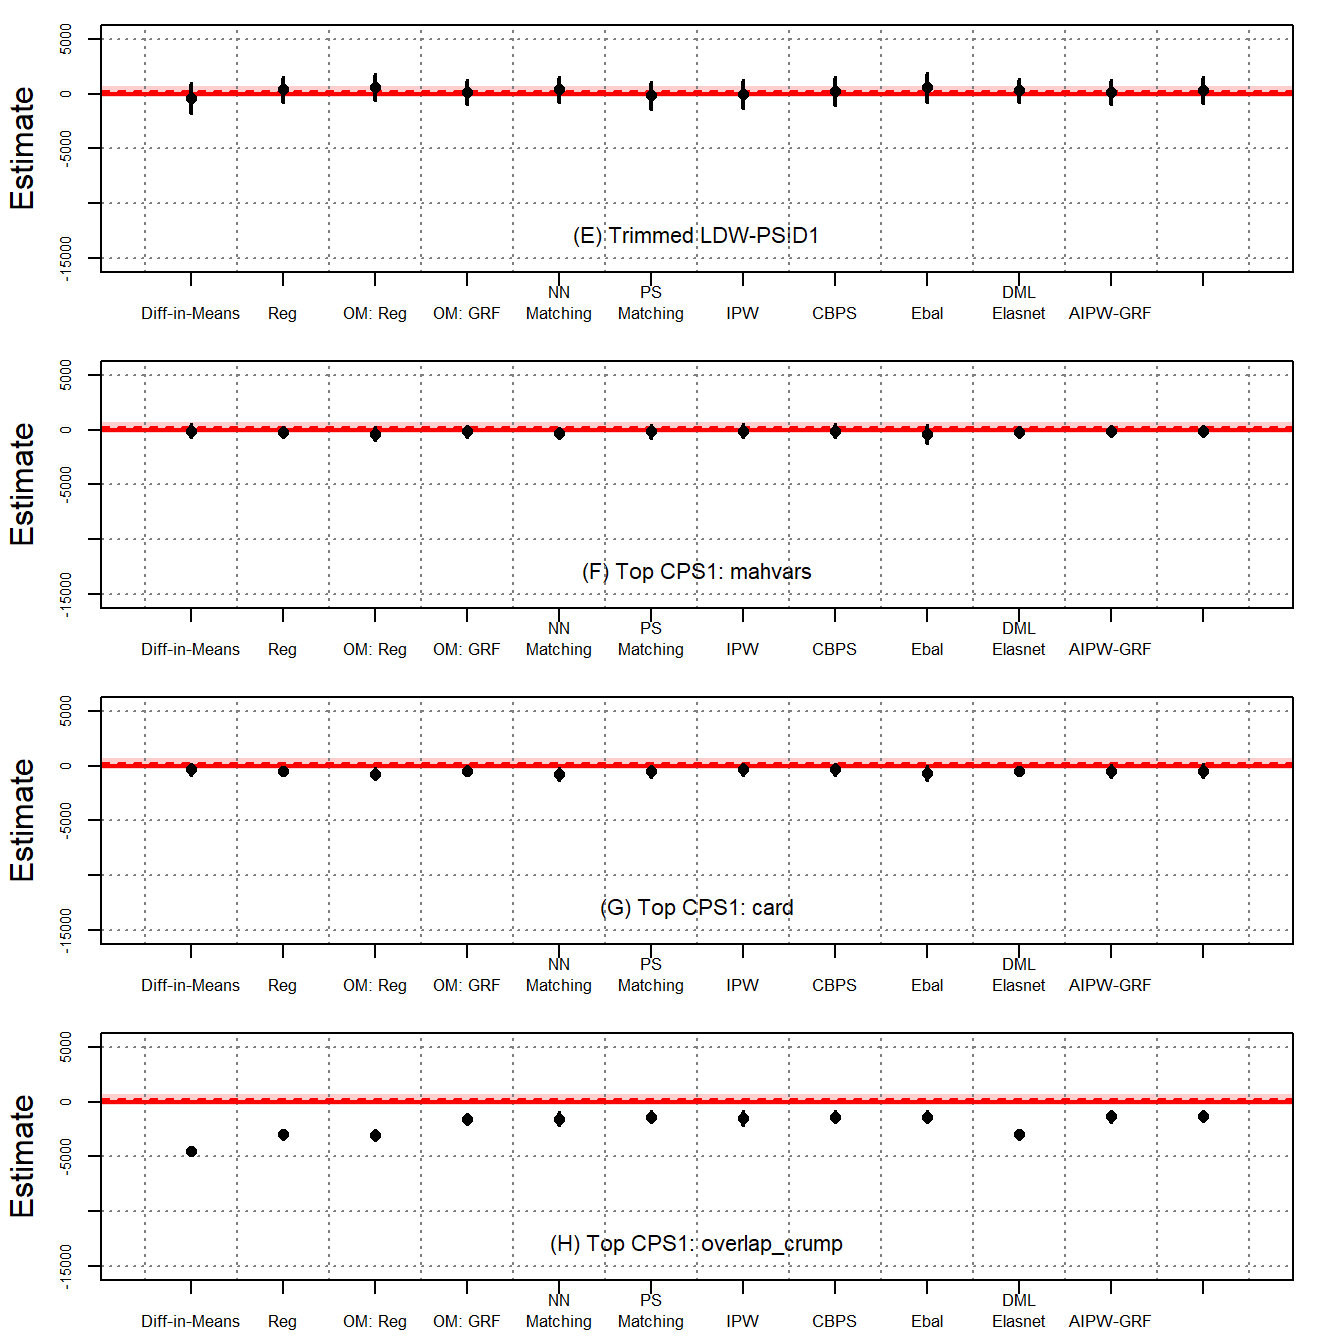 Estimate
5000
0
-5000
-15000
(E) Trimmed LDW-PSID1
Diff-in-Means Reg OM: Reg OM: GRF NN Matching PS Matching IPW CBPS Ebal DML Elasnet AIPW-GRF
Estimate
5000
0
-5000
-15000
(F) Top CPS1: mahvars
Diff-in-Means Reg OM: Reg OM: GRF NN Matching PS Matching IPW CBPS Ebal DML Elasnet AIPW-GRF
Estimate
5000
0
-5000
-15000
(G) Top CPS1: card
Diff-in-Means Reg OM: Reg OM: GRF NN Matching PS Matching IPW CBPS Ebal DML Elasnet AIPW-GRF
Estimate
5000
0
-5000
-15000
(H) Top CPS1: overlap_crump
Diff-in-Means Reg OM: Reg OM: GRF NN Matching PS Matching IPW CBPS Ebal DML Elasnet AIPW-GRF